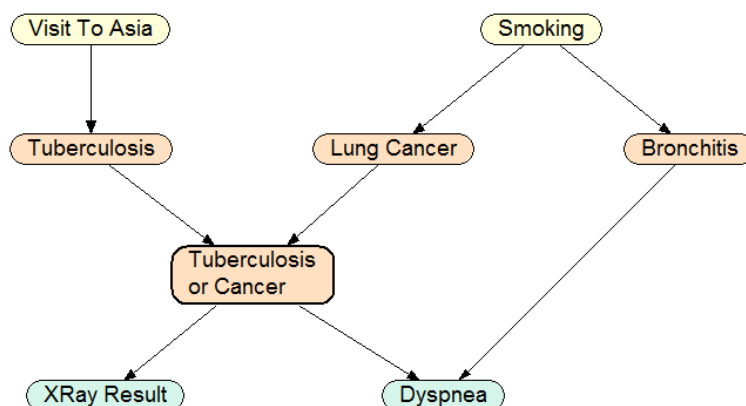 Visit To Asia
Smoking
Tuberculosis
Lung Cancer
Bronchitis
Tuberculosis
or Cancer
XRay Result
Dyspnea